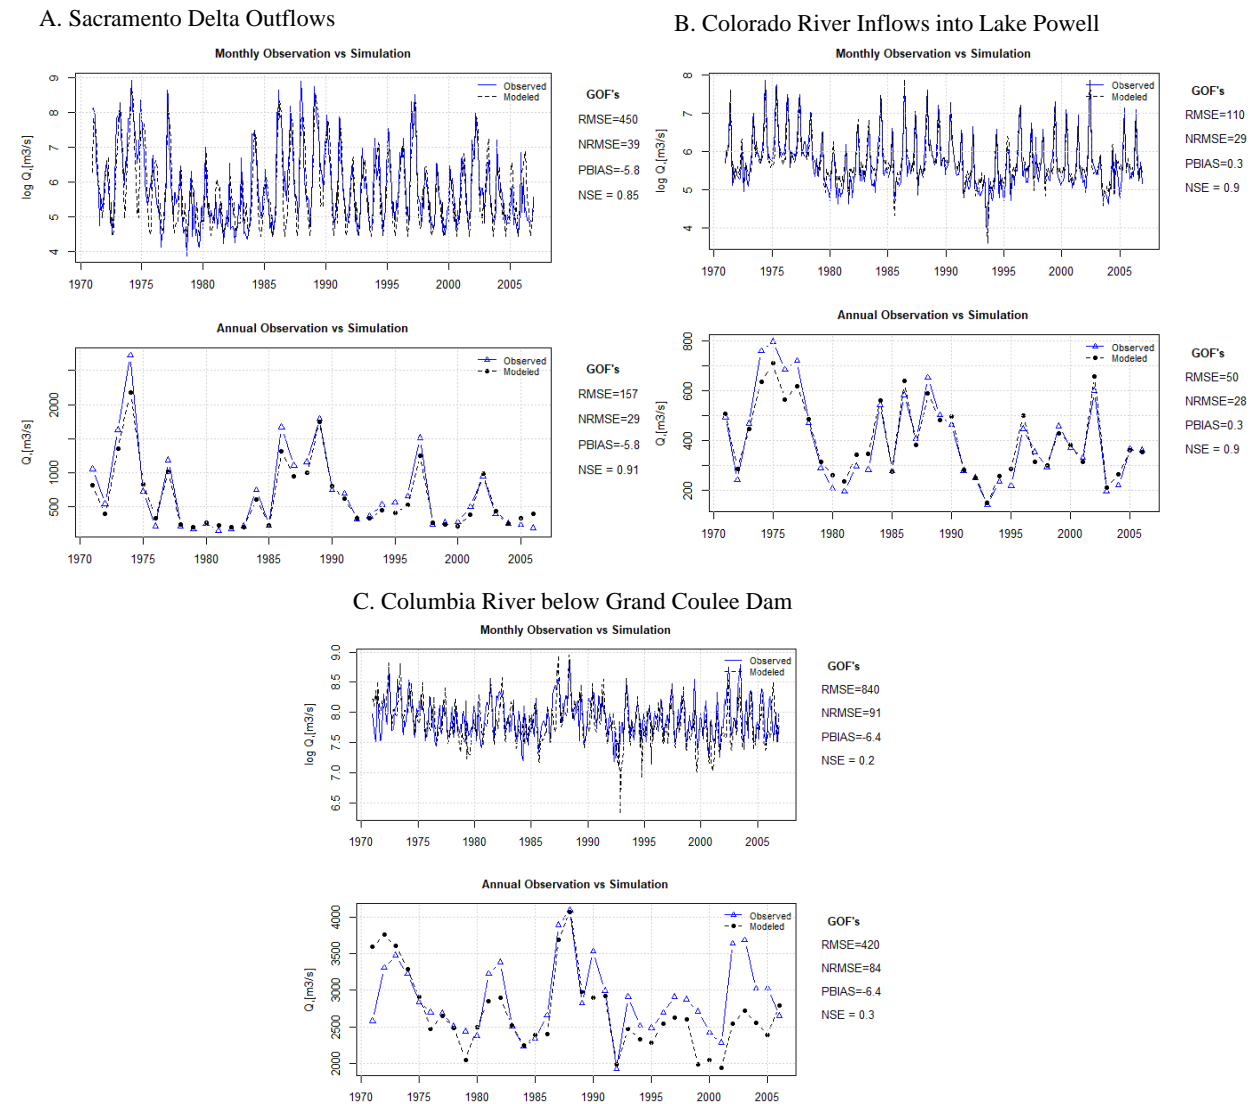 A. Sacramento Delta Outflows
Monthly Observation vs Simulation
log Q,[m3/s]
9
8
7
6
5
4
Observed
Modeled
1970 1975 1980 1985 1990 1995 2000 2005
GOF's
RMSE=450
NRMSE=39
PBIAS=-5.8
NSE = 0.85
Annual Observation vs Simulation
Q,[m3/s]
2000
1000
500
Observed
Modeled
1970 1975 1980 1985 1990 1995 2000 2005
GOF's
RMSE=157
NRMSE=29
PBIAS=-5.8
NSE = 0.91
B. Colorado River Inflows into Lake Powell
Monthly Observation vs Simulation
log Q,[m3/s]
8
7
6
5
4
Observed
Modeled
1970 1975 1980 1985 1990 1995 2000 2005
GOF's
RMSE=110
NRMSE=29
PBIAS=0.3
NSE = 0.9
Annual Observation vs Simulation
Q,[m3/s]
800
600
400
200
Observed
Modeled
1970 1975 1980 1985 1990 1995 2000 2005
GOF's
RMSE=50
NRMSE=28
PBIAS=0.3
NSE = 0.9
C. Columbia River below Grand Coulee Dam
Monthly Observation vs Simulation
log Q,[m3/s]
9.0
8.5
8.0
7.5
7.0
6.5
Observed
Modeled
1970 1975 1980 1985 1990 1995 2000 2005
GOF's
RMSE=840
NRMSE=91
PBIAS=-6.4
NSE = 0.2
Annual Observation vs Simulation
Q,[m3/s]
4000
3500
3000
2500
2000
Observed
Modeled
1970 1975 1980 1985 1990 1995 2000 2005
GOF's
RMSE=420
NRMSE=84
PBIAS=-6.4
NSE = 0.3